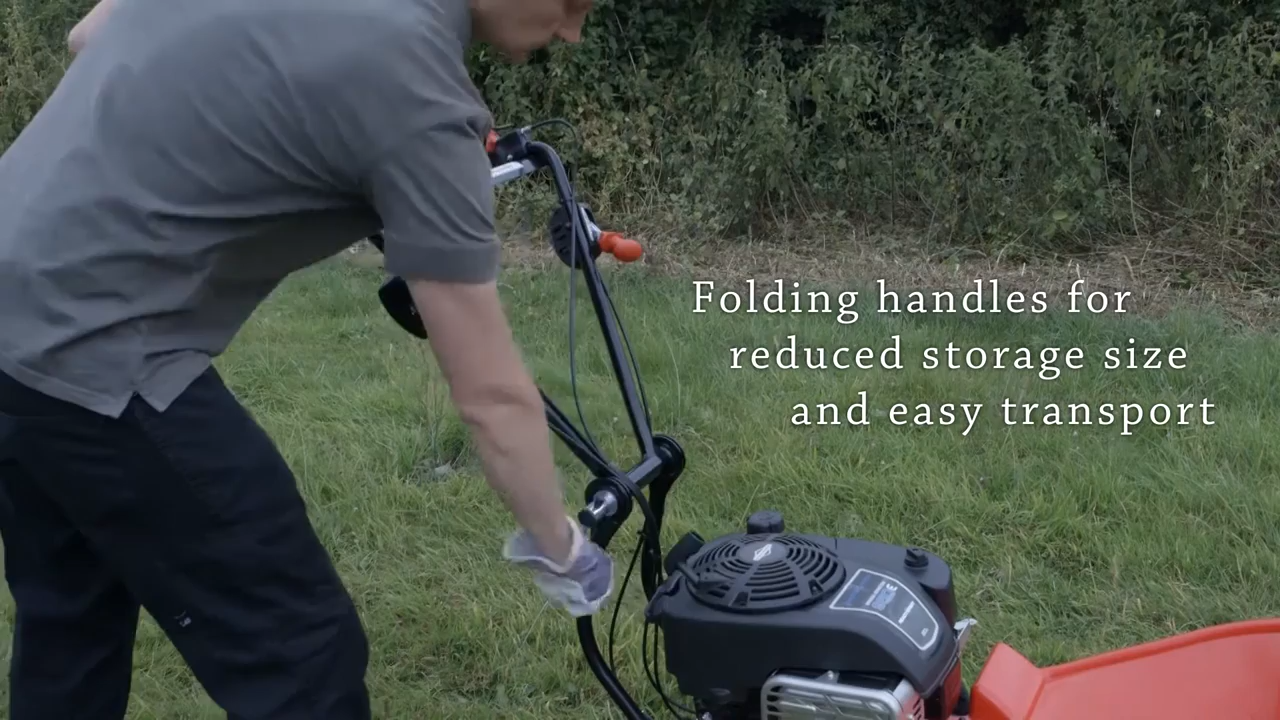 Folding handles for
reduced storage size
and easy transport